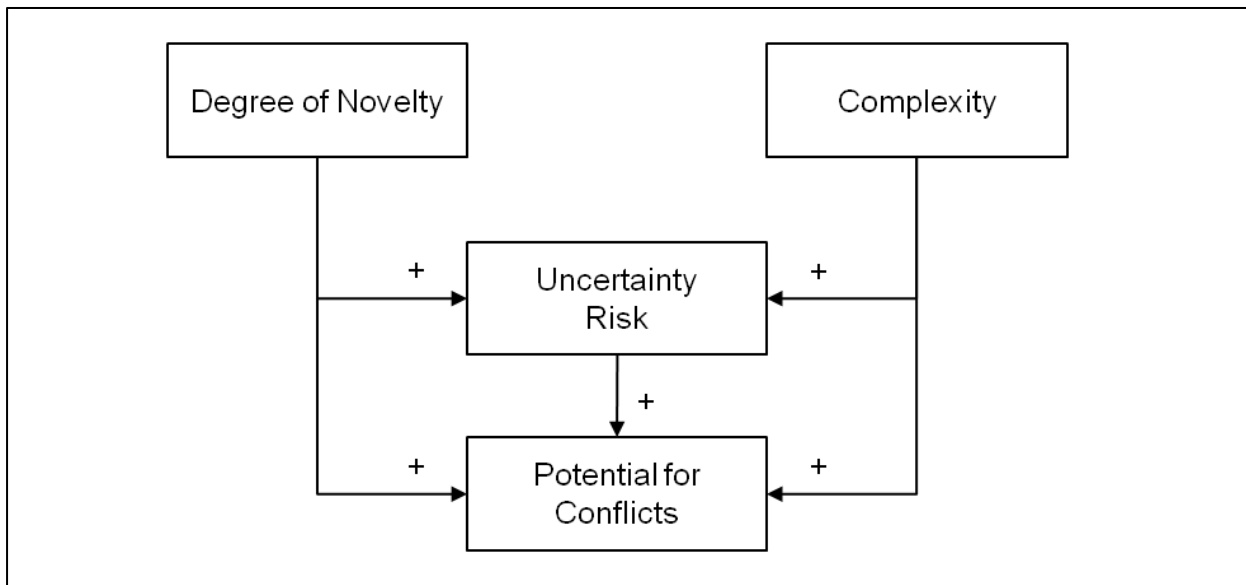 Degree of Novelty
Complexity
+
Uncertainty
Risk
+
+
+
Potential for
Conflicts
+